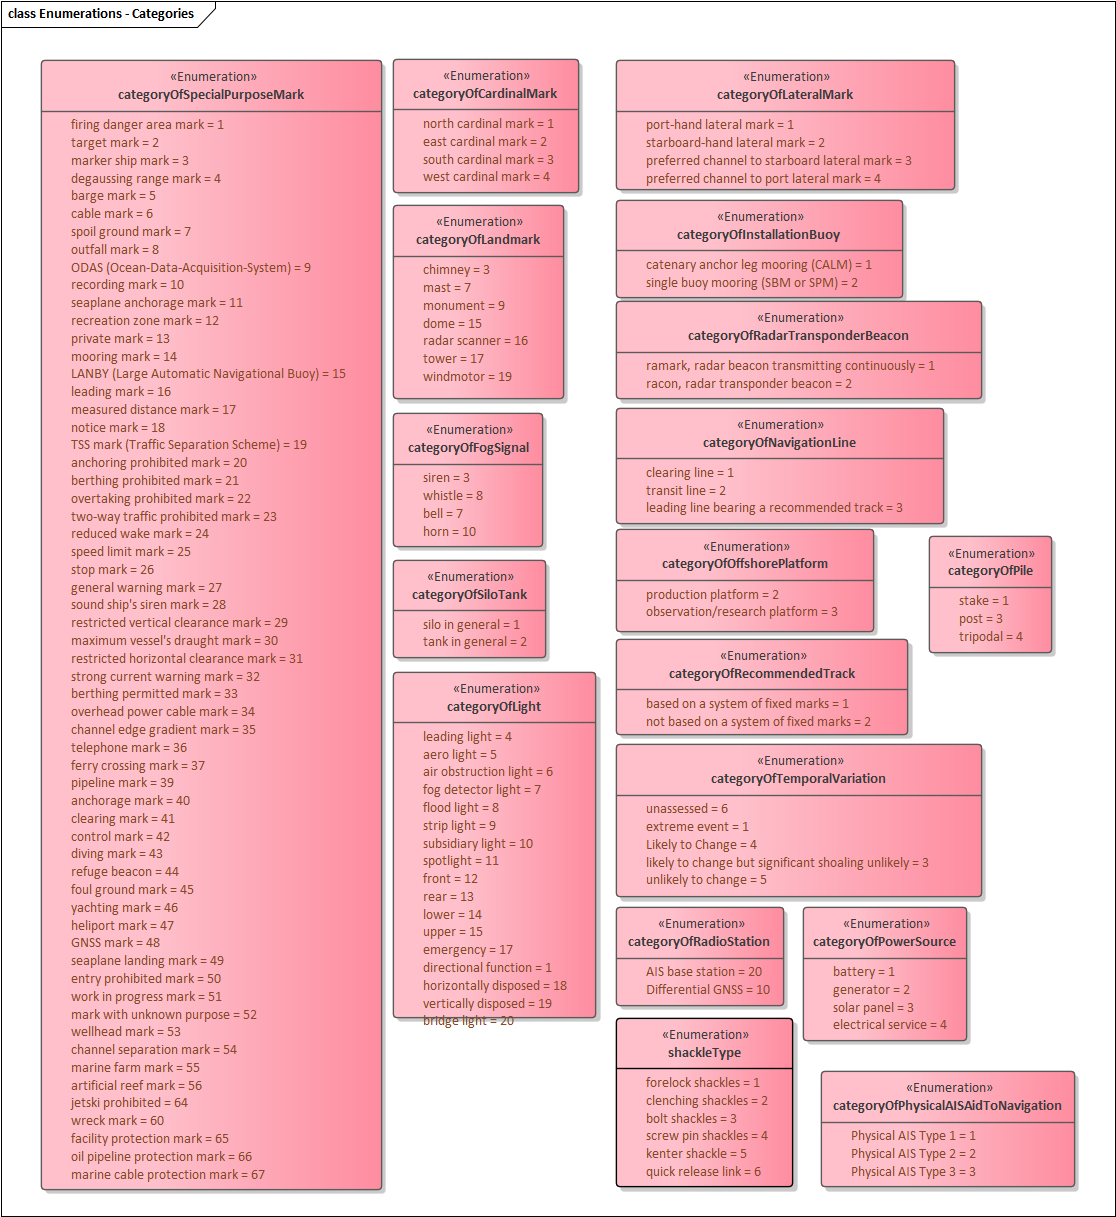 class Enumerations - Categories
«Enumeration»
categoryOfSpecialPurposeMark
firing danger area mark = 1
target mark = 2
marker ship mark = 3
degaussing range mark = 4
barge mark = 5
cable mark = 6
spoil ground mark = 7
outfall mark = 8
ODAS (Ocean-Data-Acquisition-System) = 9
recording mark = 10
seaplane anchorage mark = 11
recreation zone mark = 12
private mark = 13
mooring mark = 14
LANBY (Large Automatic Navigational Buoy) = 15
leading mark = 16
measured distance mark = 17
notice mark = 18
TSS mark (Traffic Separation Scheme) = 19
anchoring prohibited mark = 20
berthing prohibited mark = 21
overtaking prohibited mark = 22
two-way traffic prohibited mark = 23
reduced wake mark = 24
speed limit mark = 25
stop mark = 26
general warning mark = 27
sound ship's siren mark = 28
restricted vertical clearance mark = 29
maximum vessel's draught mark = 30
restricted horizontal clearance mark = 31
strong current warning mark = 32
berthing permitted mark = 33
overhead power cable mark = 34
channel edge gradient mark = 35
telephone mark = 36
ferry crossing mark = 37
pipeline mark = 39
anchorage mark = 40
clearing mark = 41
control mark = 42
diving mark = 43
refuge beacon = 44
foul ground mark = 45
yachting mark = 46
heliport mark = 47
GNSS mark = 48
seaplane landing mark = 49
entry prohibited mark = 50
work in progress mark = 51
mark with unknown purpose = 52
wellhead mark = 53
channel separation mark = 54
marine farm mark = 55
artificial reef mark = 56
jetski prohibited = 64
wreck mark = 60
facility protection mark = 65
oil pipeline protection mark = 66
marine cable protection mark = 67
«Enumeration»
categoryOfCardinalMark
north cardinal mark = 1
east cardinal mark = 2
south cardinal mark = 3
west cardinal mark = 4
«Enumeration»
categoryOfLandmark
chimney = 3
mast = 7
monument = 9
dome = 15
radar scanner = 16
tower = 17
windmotor = 19
«Enumeration»
categoryOfFogSignal
siren = 3
whistle = 8
bell = 7
horn = 10
«Enumeration»
categoryOfSiloTank
silo in general = 1
tank in general = 2
«Enumeration»
categoryOfLight
leading light = 4
aero light = 5
air obstruction light = 6
fog detector light = 7
flood light = 8
strip light = 9
subsidiary light = 10
spotlight = 11
front = 12
rear = 13
lower = 14
upper = 15
emergency = 17
directional function = 1
horizontally disposed = 18
vertically disposed = 19
bridge light = 20
«Enumeration»
categoryOfLateralMark
port-hand lateral mark = 1
starboard-hand lateral mark = 2
preferred channel to starboard lateral mark = 3
preferred channel to port lateral mark = 4
«Enumeration»
categoryOfInstallationBuoy
catenary anchor leg mooring (CALM) = 1
single buoy mooring (SBM or SPM) = 2
«Enumeration»
categoryOfRadarTransponderBeacon
ramark, radar beacon transmitting continuously = 1
racon, radar transponder beacon = 2
«Enumeration»
categoryOfNavigationLine
clearing line = 1
transit line = 2
leading line bearing a recommended track = 3
«Enumeration»
categoryOfOffshorePlatform
production platform = 2
observation/research platform = 3
«Enumeration»
categoryOfPile
stake = 1
post = 3
tripodal = 4
«Enumeration»
categoryOfRecommendedTrack
based on a system of fixed marks = 1
not based on a system of fixed marks = 2
«Enumeration»
categoryOfTemporalVariation
unassessed = 6
extreme event = 1
Likely to Change = 4
likely to change but significant shoaling unlikely = 3
unlikely to change = 5
«Enumeration»
categoryOfRadioStation
AIS base station = 20
Differential GNSS = 10
«Enumeration»
categoryOfPowerSource
battery = 1
generator = 2
solar panel = 3
electrical service = 4
«Enumeration»
shackleType
forelock shackles = 1
clenching shackles = 2
bolt shackles = 3
screw pin shackles = 4
kenter shackle = 5
quick release link = 6
«Enumeration»
categoryOfPhysicalAISAidToNavigation
Physical AIS Type 1 = 1
Physical AIS Type 2 = 2
Physical AIS Type 3 = 3